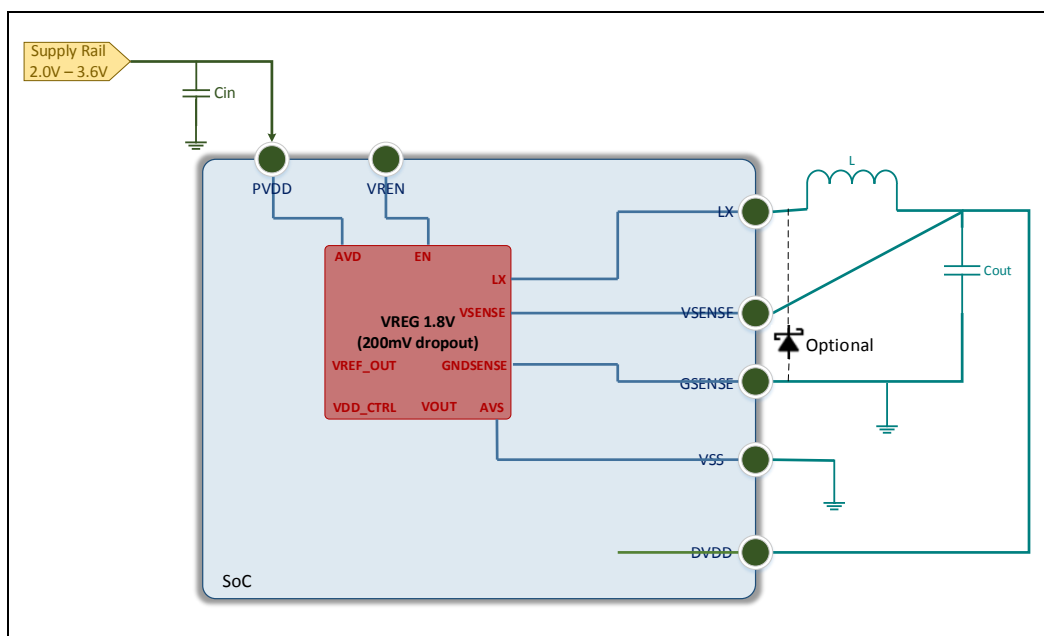 Supply Rail
2.0V – 3.6V
Cin
PVDD
VREN
L
LX
AVD
EN
LX
Cout
VSENSE
VSENSE
VREG 1.8V
(200mV dropout)
Optional
VREF_OUT
GNDSENSE
GSENSE
VDD_CTRL
VOUT
AVS
VSS
DVDD
SoC